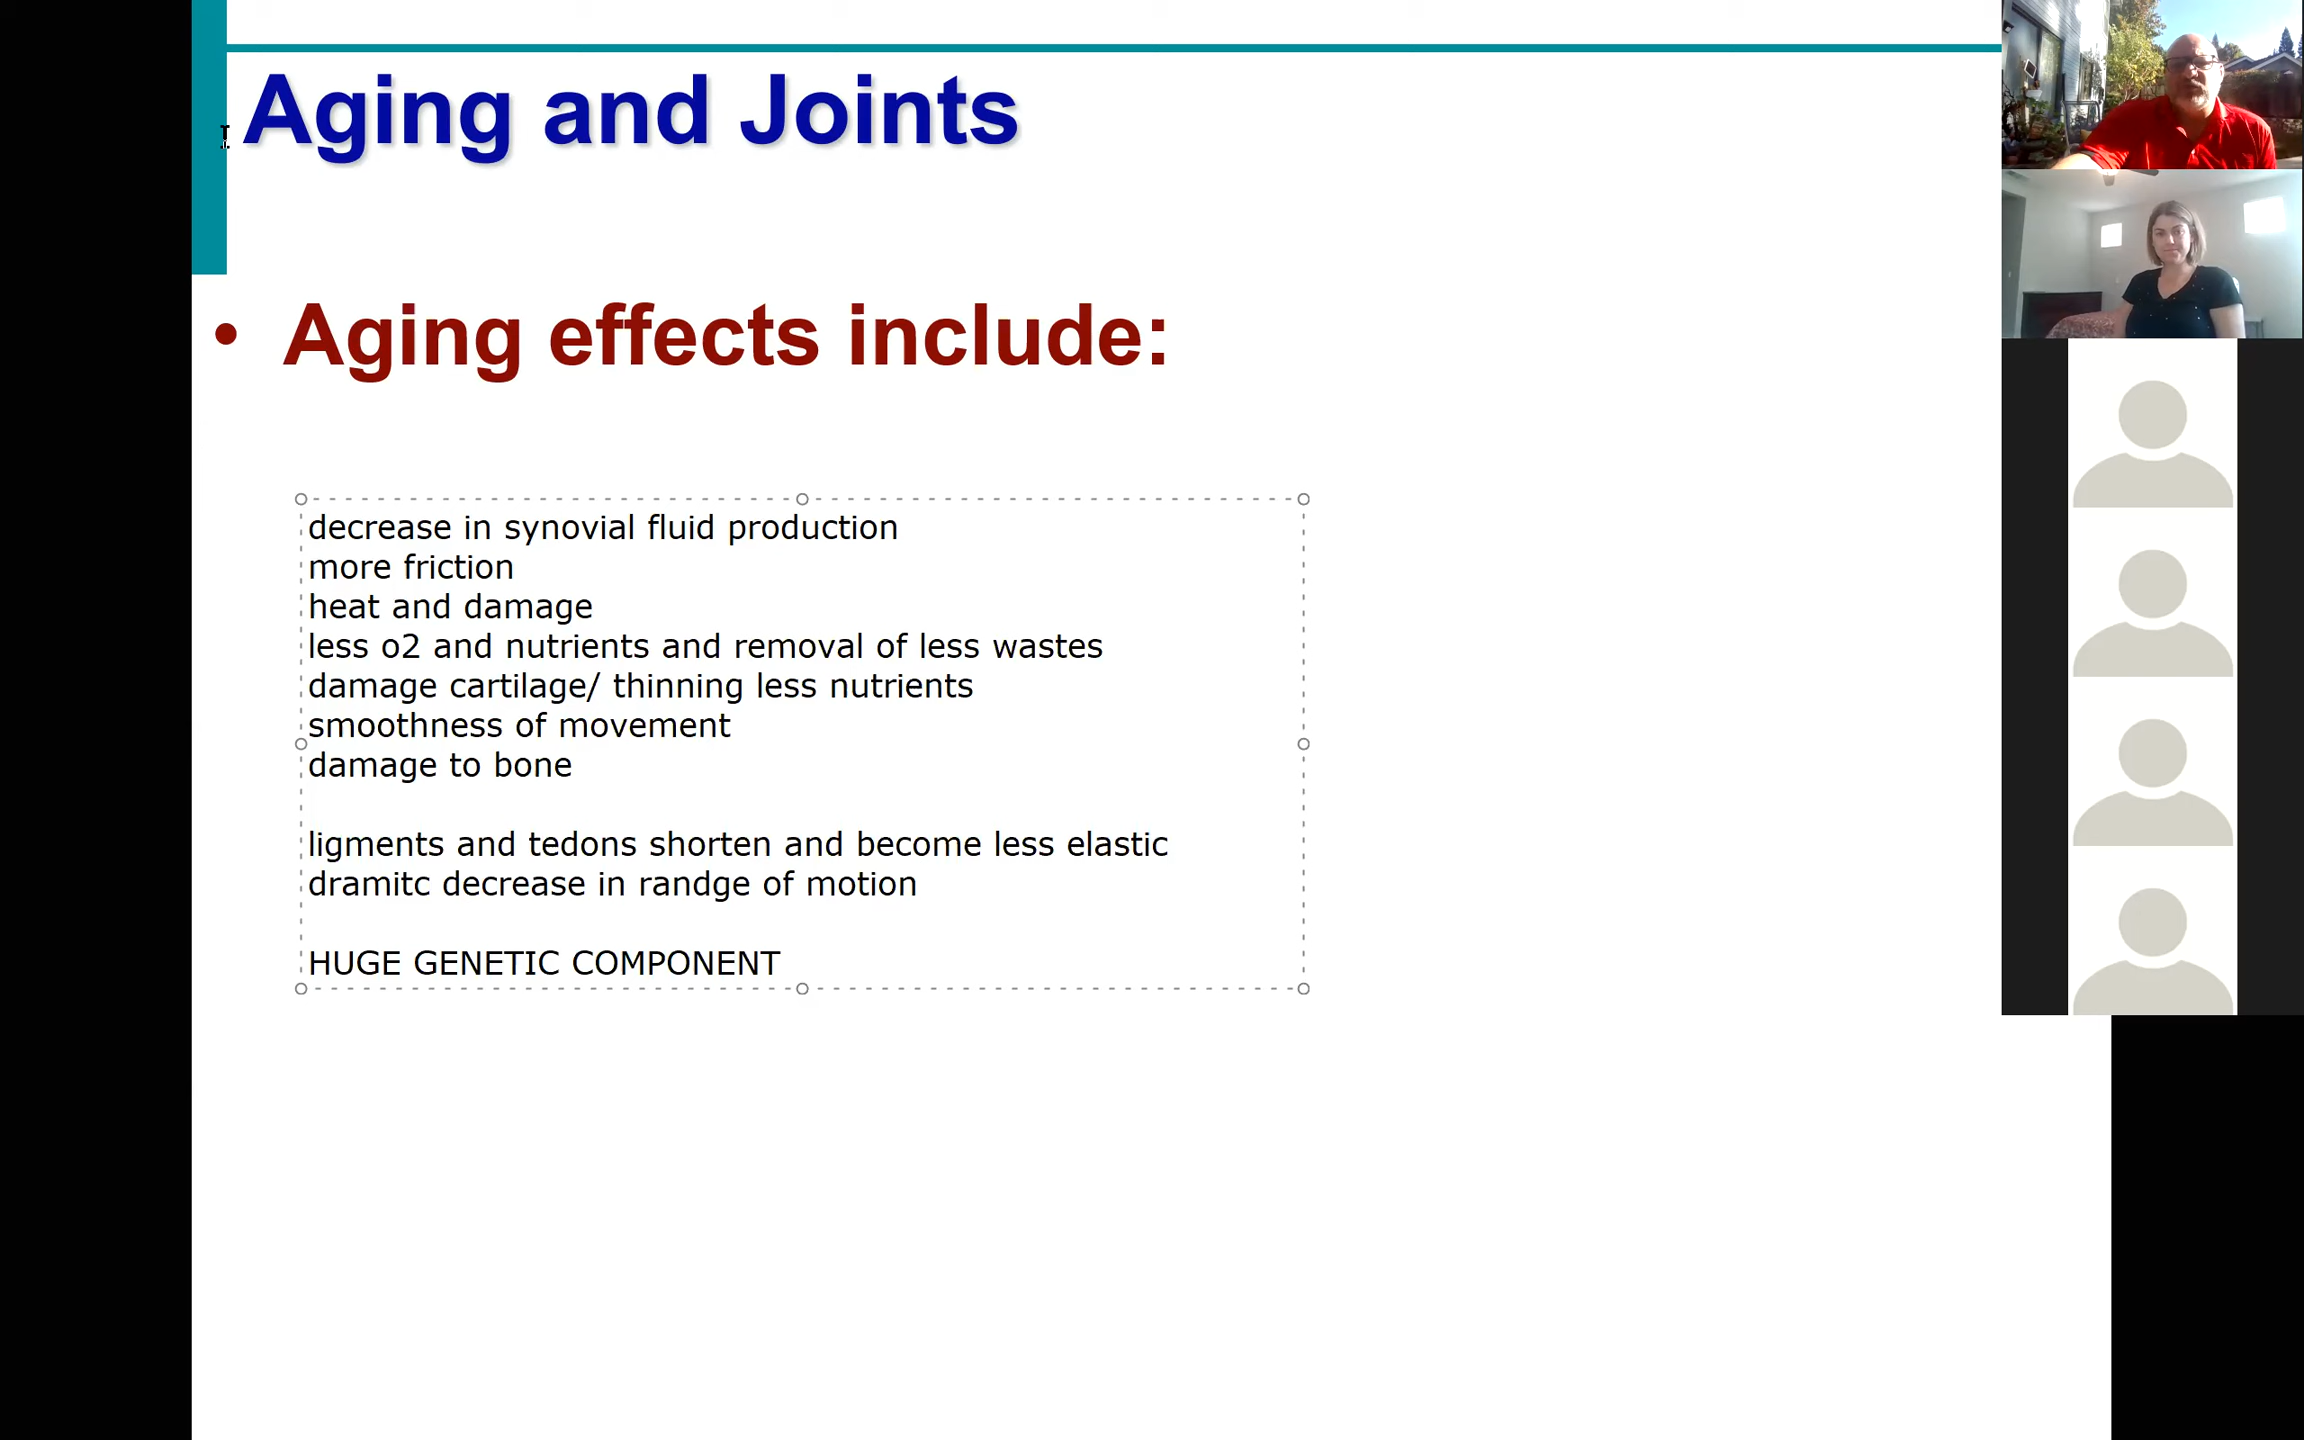 Aging and Joints
• Aging effects include:
decrease in synovial fluid production
more friction
heat and damage
less o2 and nutrients and removal of less wastes
damage cartilage/ thinning less nutrients
smoothness of movement
damage to bone
ligments and tedons shorten and become less elastic
dramitc decrease in randge of motion
HUGE GENETIC COMPONENT